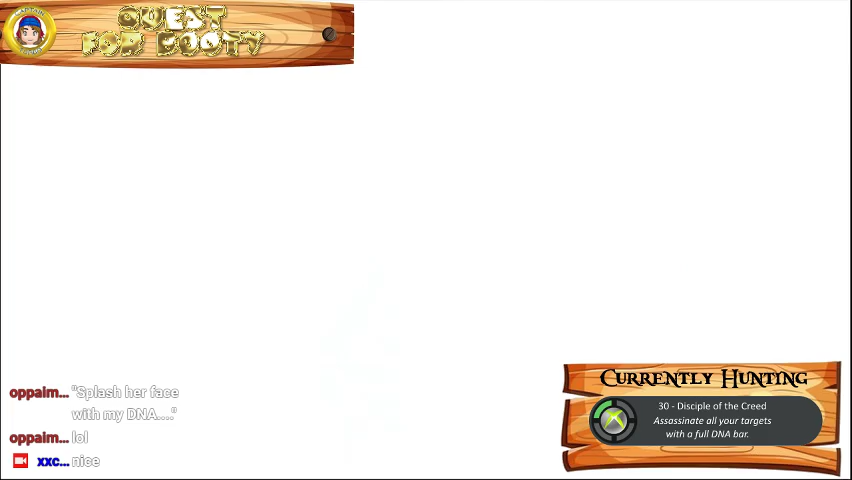 QUEST
FOR BOOTY
oppaim... "Splash her face
with my DNA...."
oppaim... lol
xxc... nice
Currently Hunting
30 - Disciple of the Creed
Assassinate all your targets
with a full DNA bar.